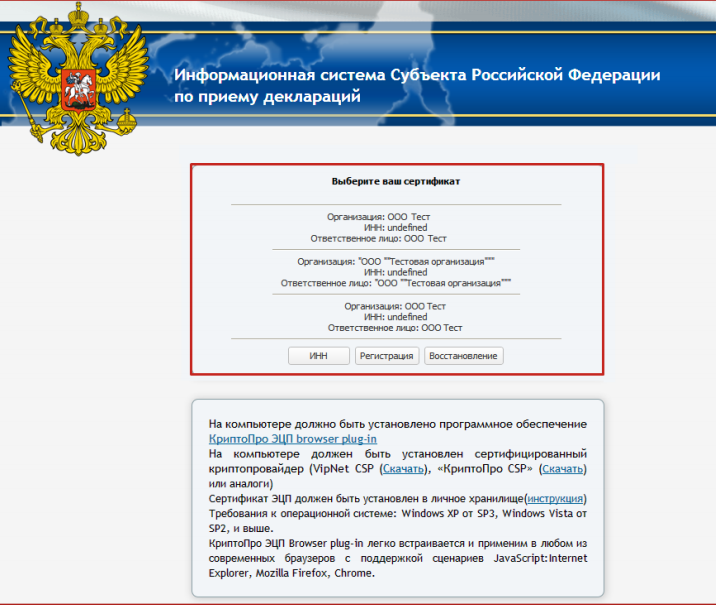 Информационная система Субъекта Российской Федерации
по приему деклараций
Выберите ваш сертификат
Организация: ООО Тест
ИНН: undefined
Ответственное лицо: ООО Тест
Организация: "ООО ""Тестовая организация"""
ИНН: undefined
Ответственное лицо: "ООО ""Тестовая организация"""
Организация: ООО Тест
ИНН: undefined
Ответственное лицо: ООО Тест
ИНН Регистрация Восстановление
На компьютере должно быть установлено программное обеспечение
КриптоПро ЭЦП browser plug-in
На компьютере должен быть установлен сертифицированный
криптопровайдер (VipNet CSP (Скачать), «КриптоПро CSP» (Скачать)
или аналоги)
Сертификат ЭЦП должен быть установлен в личное хранилище(инструкция)
Требования к операционной системе: Windows XP от SP3, Windows Vista от
SP2, и выше.
КриптоПро ЭЦП Browser plug-in легко встраивается и применим в любом из
современных браузеров с поддержкой сценариев JavaScript:Internet
Explorer, Mozilla Firefox, Chrome.